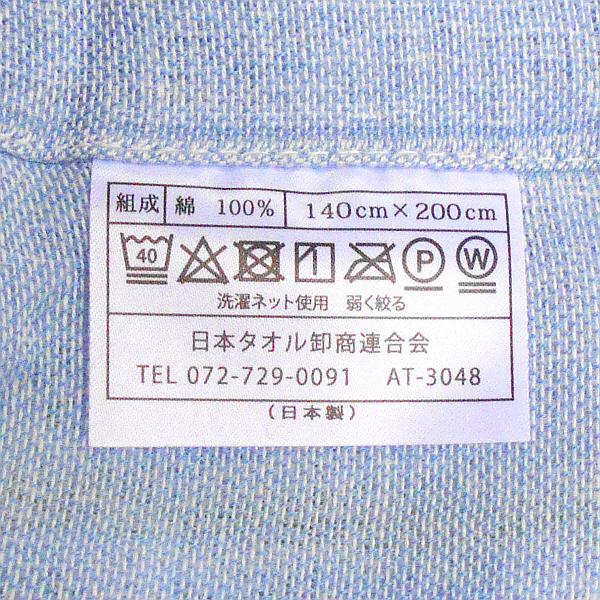 組成 綿 100% 140cm×200cm
40 P W
洗濯ネット使用 弱く絞る
日本タオル卸商連合会
TEL 072-729-0091 AT-3048
(日本製)